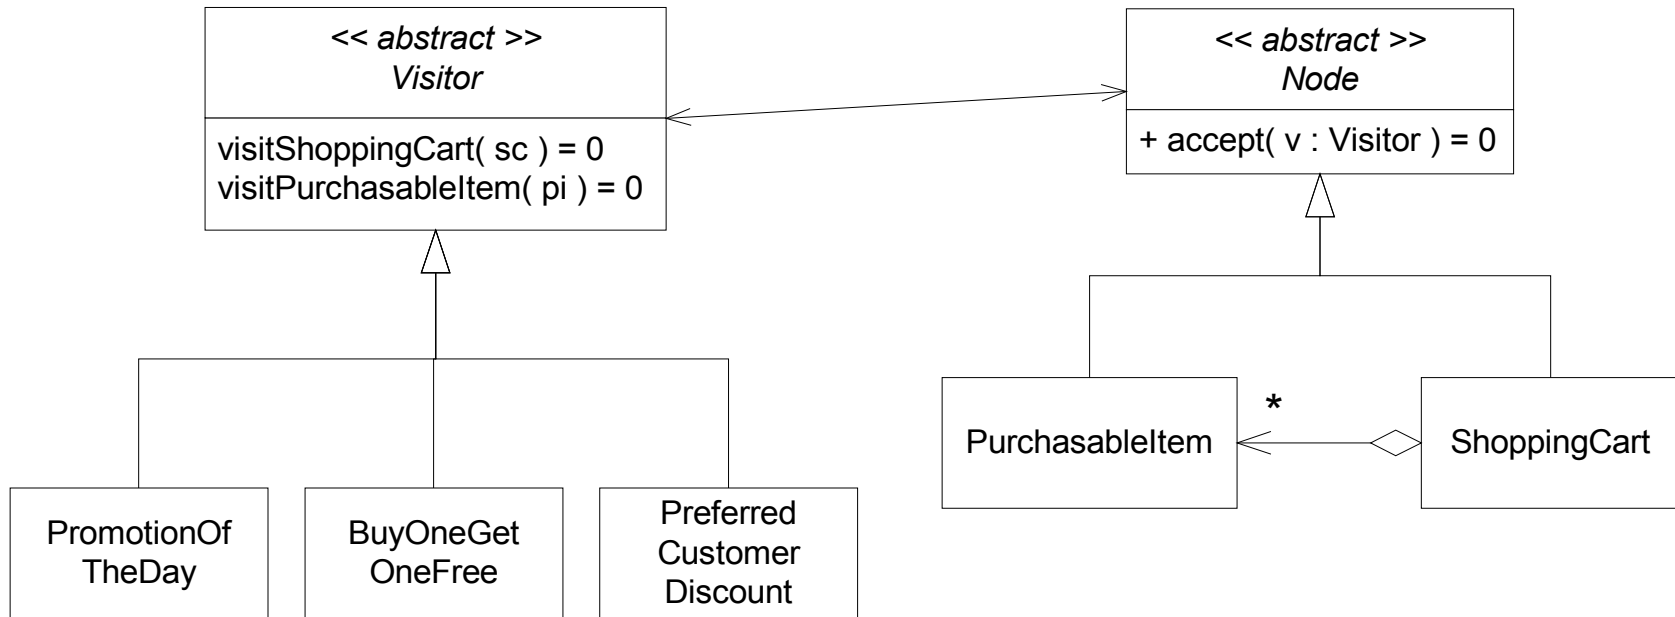 << abstract >>
Visitor
visitShoppingCart( sc ) = 0
visitPurchasableItem( pi ) = 0
<< abstract >>
Node
+ accept( v : Visitor ) = 0
PromotionOf
TheDay
BuyOneGet
OneFree
Preferred
Customer
Discount
PurchasableItem
*
ShoppingCart